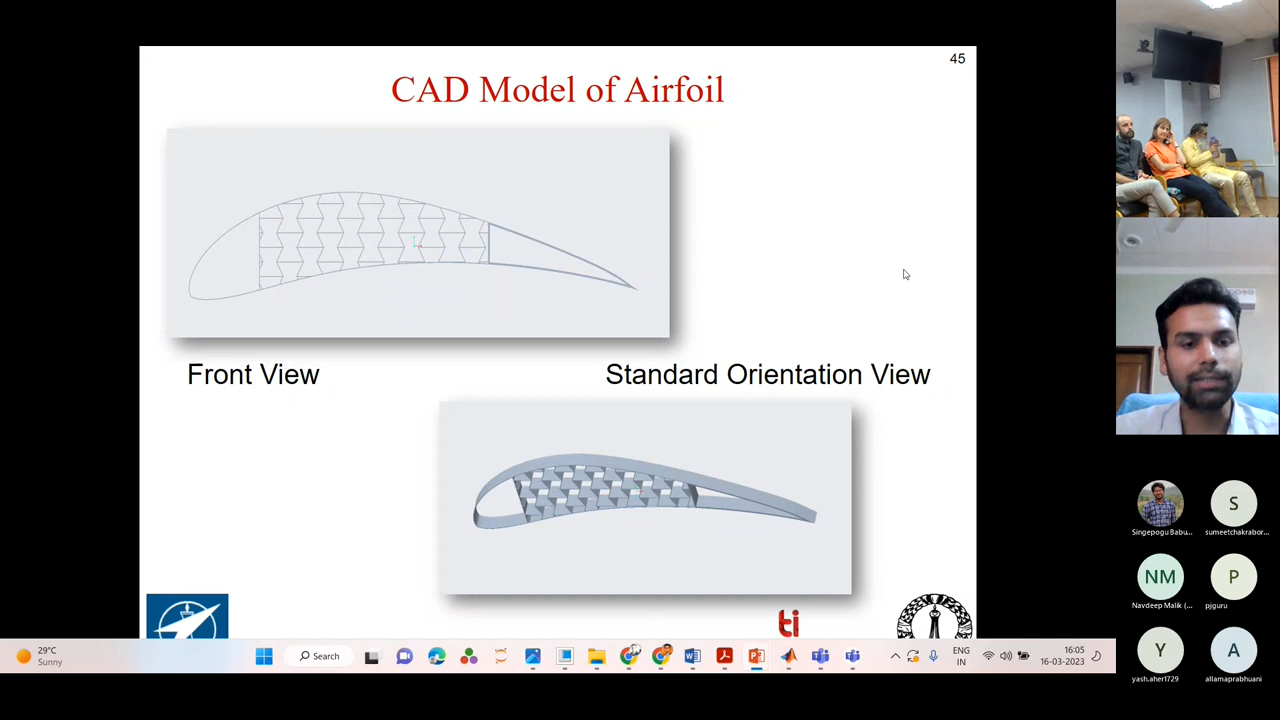 45
CAD Model of Airfoil
Front View
Standard Orientation View
ti
Singepogu Babu...
S
sumeetchakrabor...
NM
Navdeep Malik (...
P
pjguru
Y
yash.aher1729
A
allamaprabhuani
29°C
Sunny
Search
ENG
IN
16:05
16-03-2023